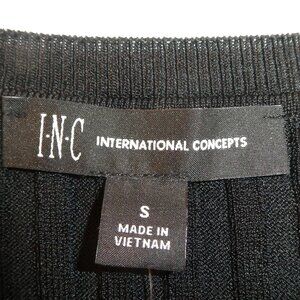 I·N·C INTERNATIONAL CONCEPTS
S
MADE IN
VIETNAM